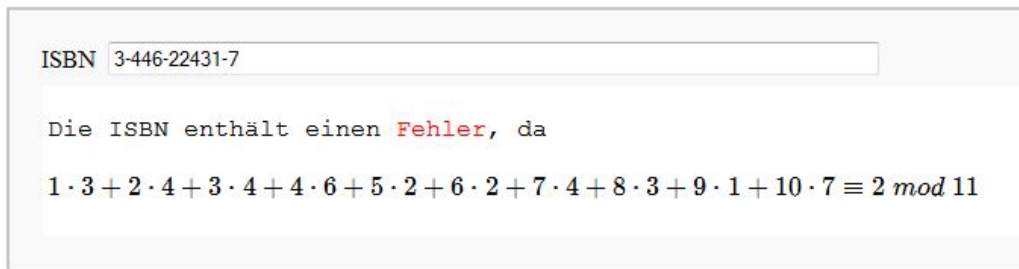 ISBN 3-446-22431-7
Die ISBN enthält einen Fehler, da
1 · 3 + 2 · 4 + 3 · 4 + 4 · 6 + 5 · 2 + 6 · 2 + 7 · 4 + 8 · 3 + 9 · 1 + 10 · 7 ≡ 2 mod 11